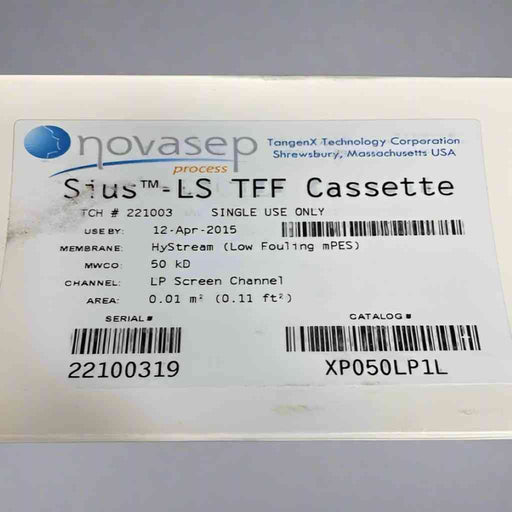 novasep
process
TangenX Technology Corporation
Shrewsbury, Massachusetts USA
Sius™-LS TFF Cassette
TCH # 221003 SINGLE USE ONLY
USE BY: 12-Apr-2015
MEMBRANE: HyStream (Low Fouling mPES)
MWCO: 50 kD
CHANNEL: LP Screen Channel
AREA: 0.01 m² (0.11 ft²)
SERIAL # CATALOG #
22100319 XP050LP1L